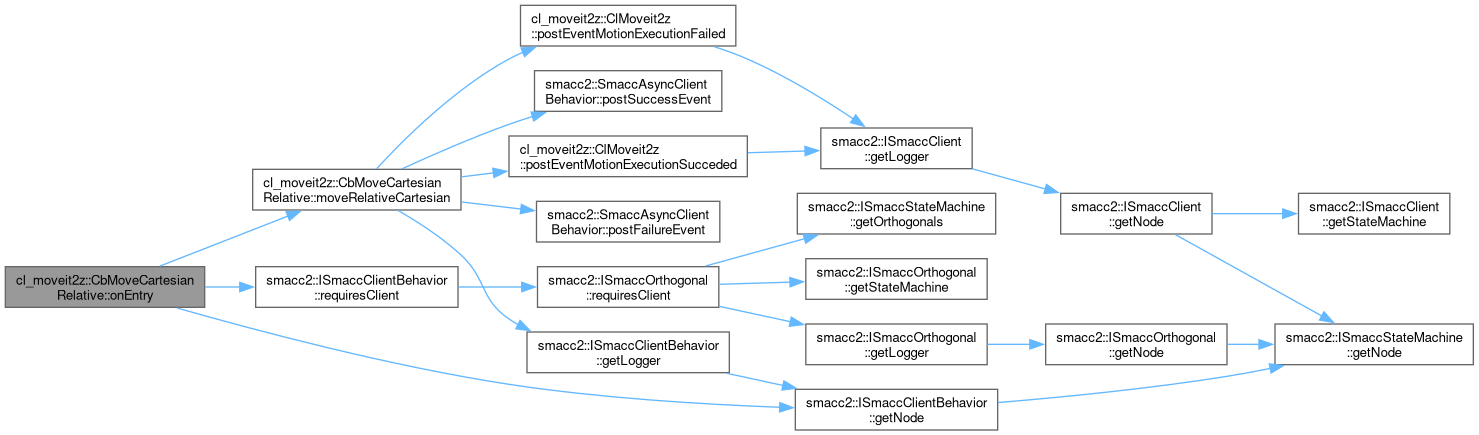 cl_moveit2z::ClMoveit2z
::postEventMotionExecutionFailed
smacc2::SmaccAsyncClient
Behavior::postSuccessEvent
cl_moveit2z::ClMoveit2z
::postEventMotionExecutionSucceded
smacc2::ISmaccClient
::getLogger
cl_moveit2z::CbMoveCartesian
Relative::moveRelativeCartesian
smacc2::SmaccAsyncClient
Behavior::postFailureEvent
smacc2::ISmaccStateMachine
::getOrthogonals
smacc2::ISmaccClient
::getNode
smacc2::ISmaccClient
::getStateMachine
cl_moveit2z::CbMoveCartesian
Relative::onEntry
smacc2::ISmaccClientBehavior
::requiresClient
smacc2::ISmaccOrthogonal
::requiresClient
smacc2::ISmaccOrthogonal
::getStateMachine
smacc2::ISmaccClientBehavior
::getLogger
smacc2::ISmaccOrthogonal
::getLogger
smacc2::ISmaccOrthogonal
::getNode
smacc2::ISmaccStateMachine
::getNode
smacc2::ISmaccClientBehavior
::getNode